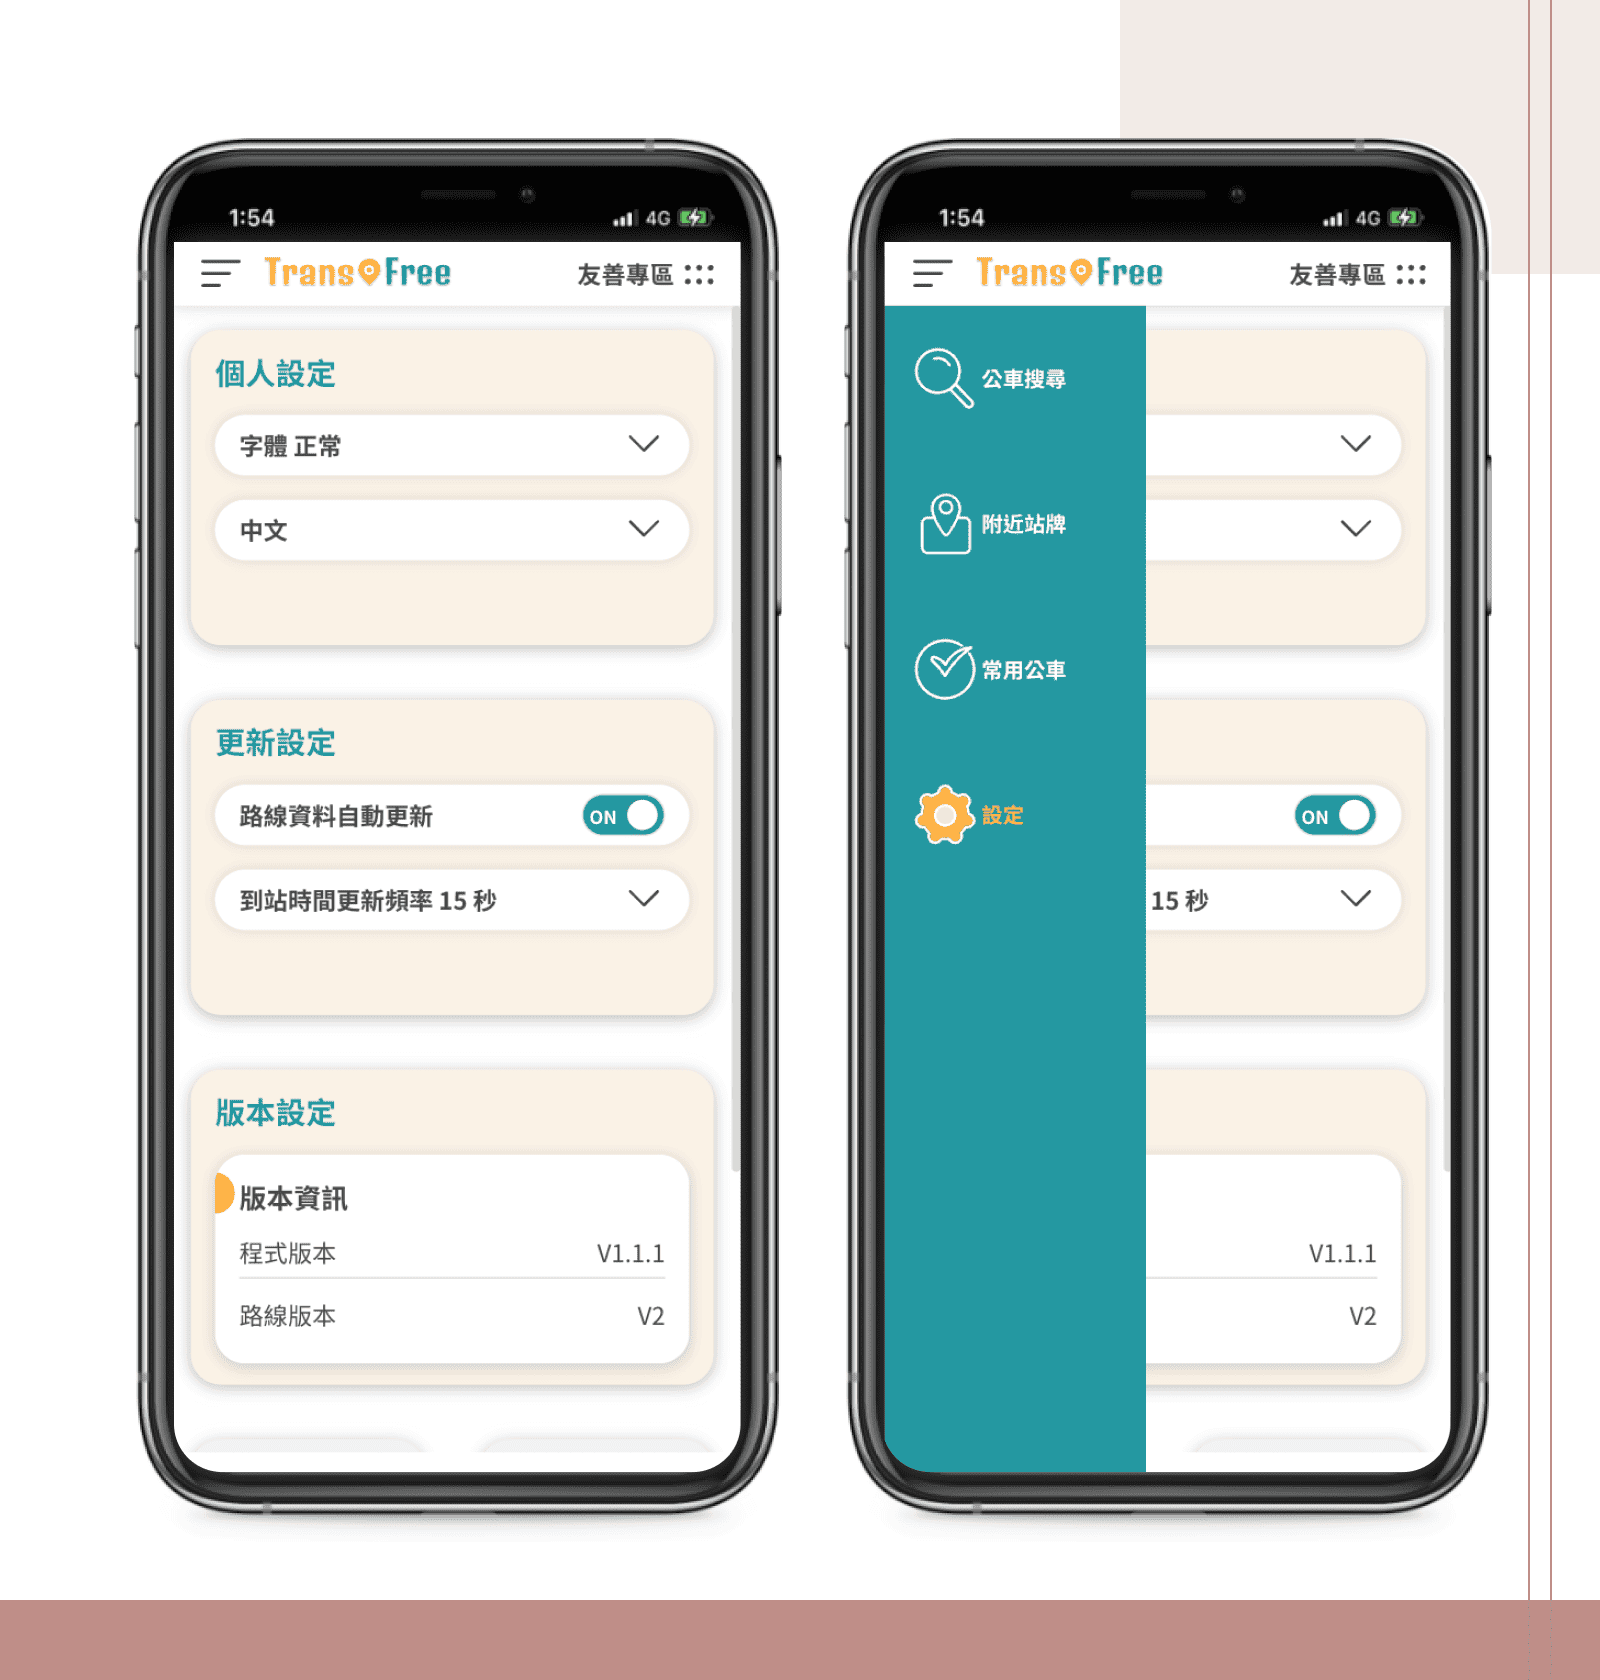 1:54
4G
Trans Free
友善專區
個人設定
字體 正常
中文
更新設定
路線資料自動更新
ON
到站時間更新頻率 15 秒
版本設定
版本資訊
程式版本 V1.1.1
路線版本 V2
1:54
4G
Trans Free
友善專區
公車搜尋
附近站牌
常用公車
設定
ON
15 秒
V1.1.1
V2